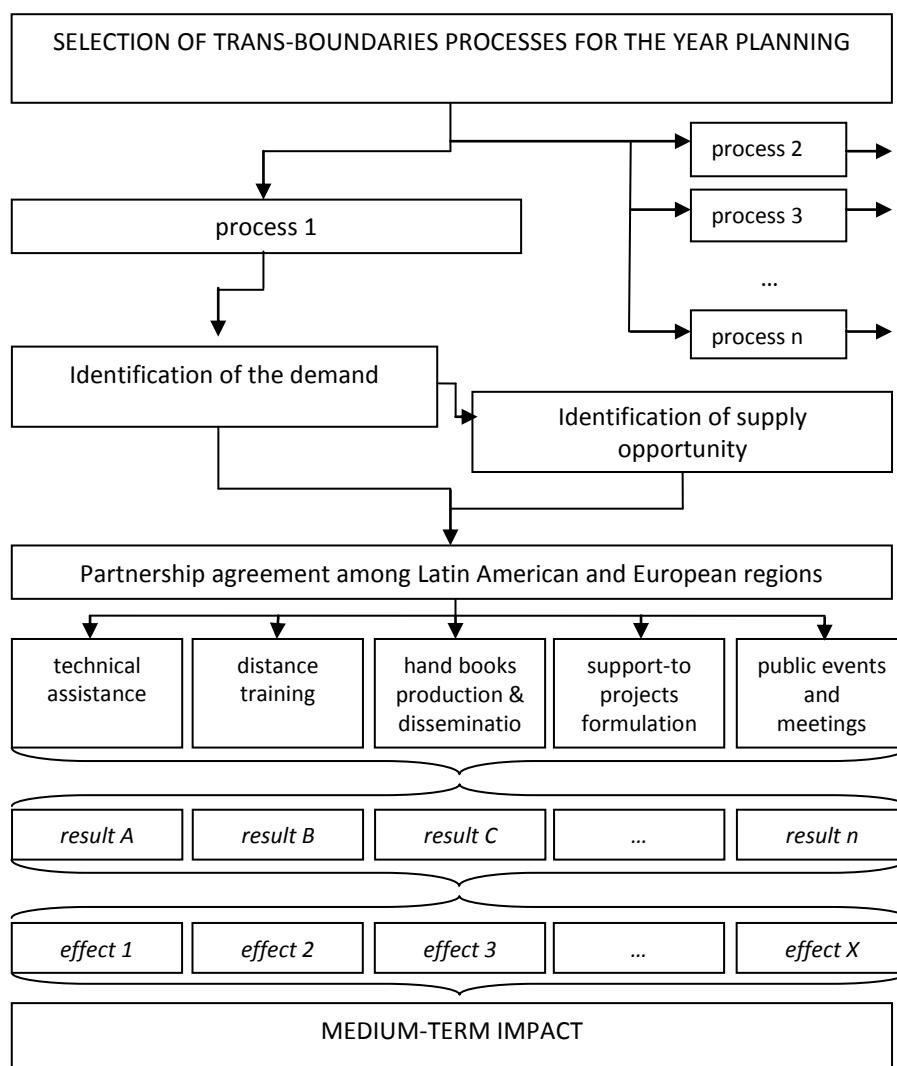 SELECTION OF TRANS-BOUNDARIES PROCESSES FOR THE YEAR PLANNING
process 2
process 1
process 3
...
process n
Identification of the demand
Identification of supply
opportunity
Partnership agreement among Latin American and European regions
technical
assistance
distance
training
hand books
production &
disseminatio
support-to
projects
formulation
public events
and
meetings
result A
result B
result C
...
result n
effect 1
effect 2
effect 3
...
effect X
MEDIUM-TERM IMPACT